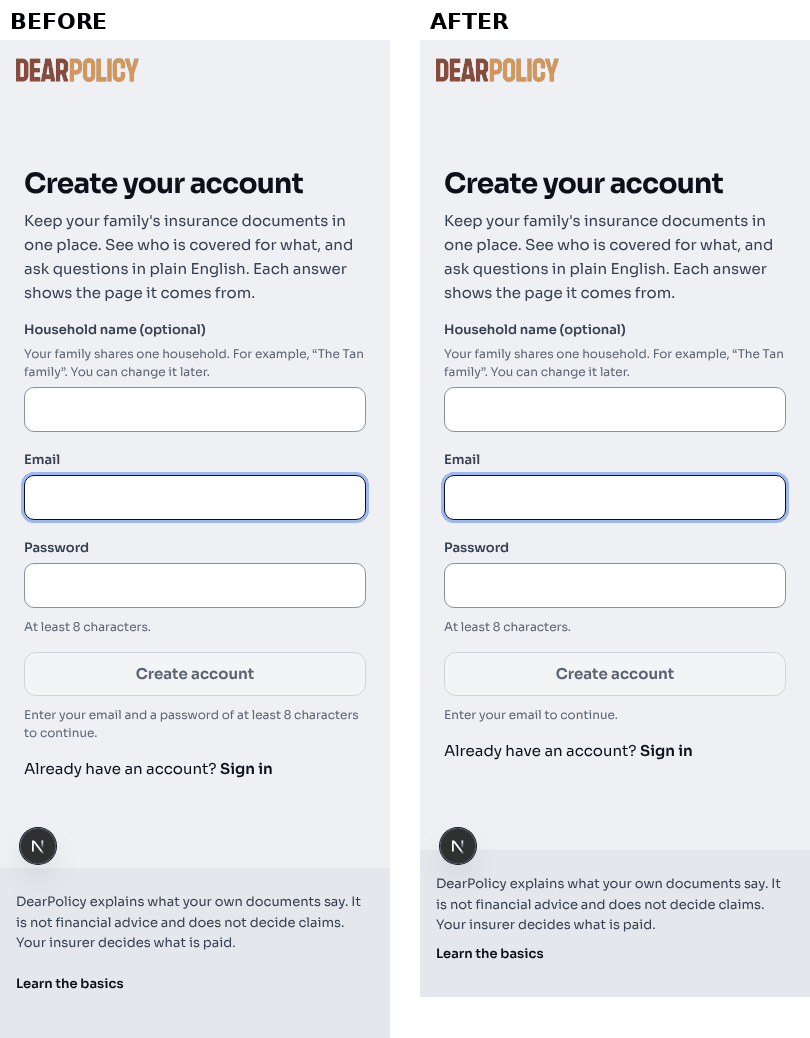 BEFORE
DEARPOLICY
Create your account
Keep your family's insurance documents in
one place. See who is covered for what, and
ask questions in plain English. Each answer
shows the page it comes from.
Household name (optional)
Your family shares one household. For example, “The Tan
family”. You can change it later.
Email
Password
At least 8 characters.
Create account
Enter your email and a password of at least 8 characters
to continue.
Already have an account? Sign in
N
DearPolicy explains what your own documents say. It
is not financial advice and does not decide claims.
Your insurer decides what is paid.
Learn the basics
AFTER
DEARPOLICY
Create your account
Keep your family's insurance documents in
one place. See who is covered for what, and
ask questions in plain English. Each answer
shows the page it comes from.
Household name (optional)
Your family shares one household. For example, “The Tan
family”. You can change it later.
Email
Password
At least 8 characters.
Create account
Enter your email to continue.
Already have an account? Sign in
N
DearPolicy explains what your own documents say. It
is not financial advice and does not decide claims.
Your insurer decides what is paid.
Learn the basics